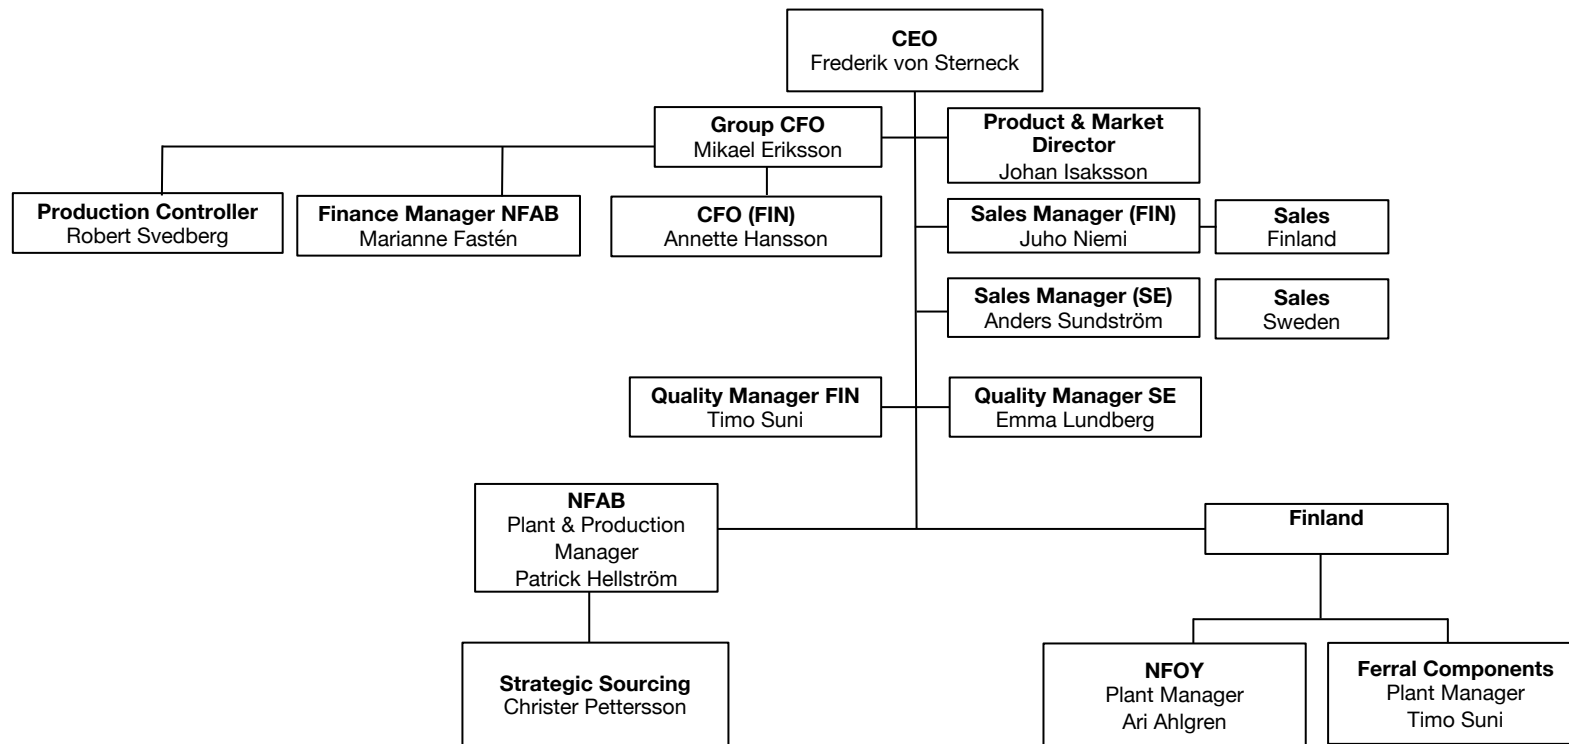 CEO
Frederik von Sterneck
Group CFO
Mikael Eriksson
Product & Market
Director
Johan Isaksson
Production Controller
Robert Svedberg
Finance Manager NFAB
Marianne Fastén
CFO (FIN)
Annette Hansson
Sales Manager (FIN)
Juho Niemi
Sales
Finland
Sales Manager (SE)
Anders Sundström
Sales
Sweden
Quality Manager FIN
Timo Suni
Quality Manager SE
Emma Lundberg
NFAB
Plant & Production
Manager
Patrick Hellström
Finland
Strategic Sourcing
Christer Pettersson
NFOY
Plant Manager
Ari Ahlgren
Ferral Components
Plant Manager
Timo Suni